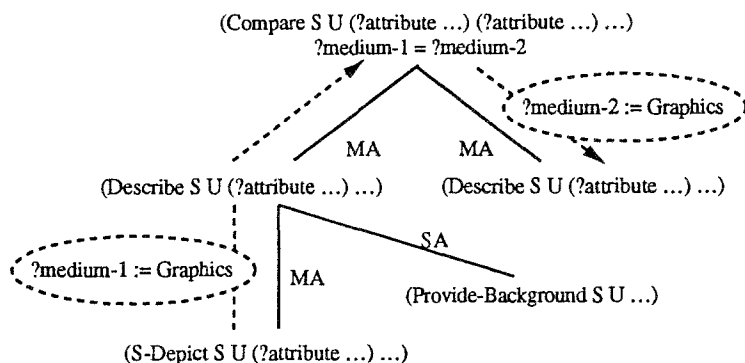 (Compare S U (?attribute ...) (?attribute ...) ...)
?medium-1 = ?medium-2
?medium-2 := Graphics
MA
MA
(Describe S U (?attribute ...) ...)
(Describe S U (?attribute ...) ...)
SA
?medium-1 := Graphics
MA
(Provide-Background S U ...)
(S-Depict S U (?attribute ...) ...)